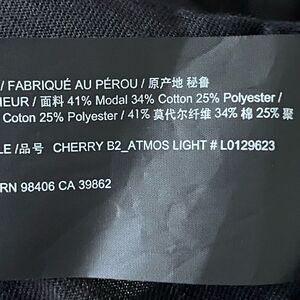 / FABRIQUÉ AU PÉROU / 原产地 秘鲁
IEUR / 面料 41% Modal 34% Cotton 25% Polyester /
Coton 25% Polyester / 41% 莫代尔纤维 34% 棉 25% 聚
LE /品号 CHERRY B2_ATMOS LIGHT # L0129623
RN 98406 CA 39862